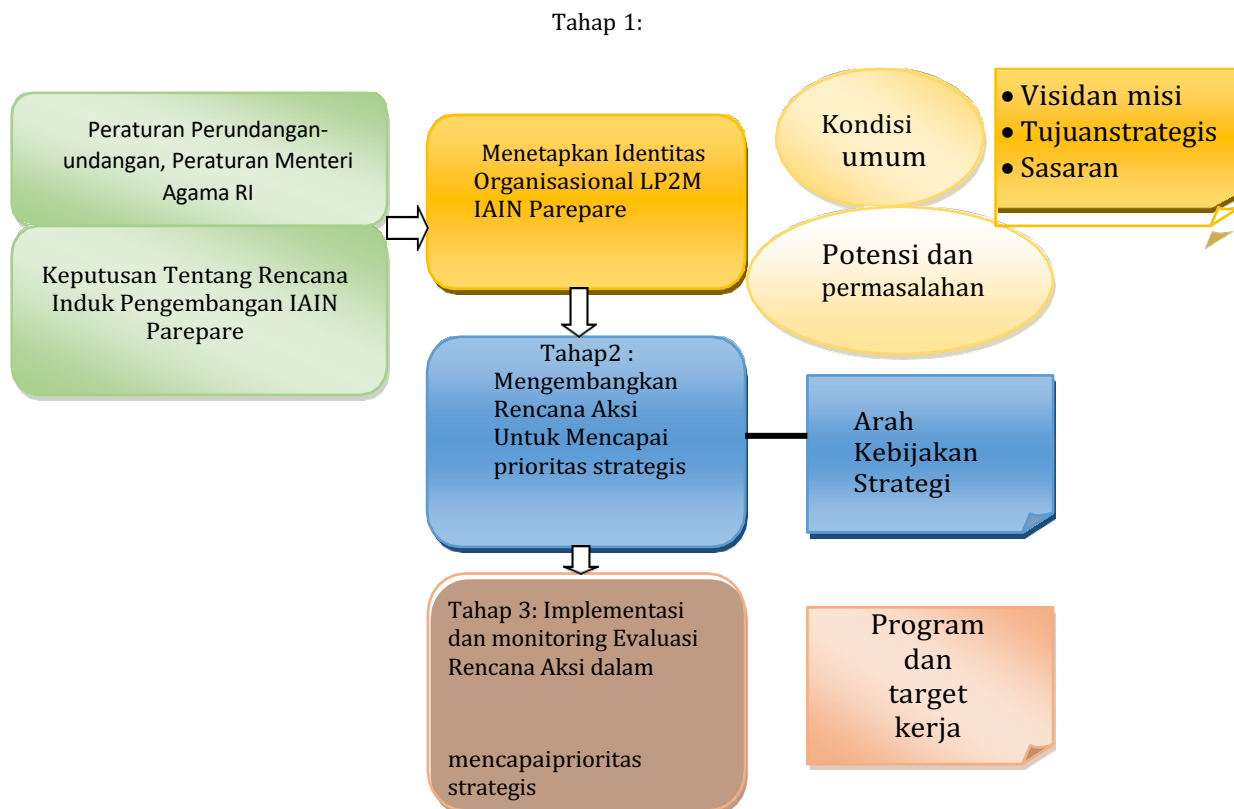 Tahap 1:
Peraturan Perundangan-
undangan, Peraturan Menteri
Agama RI
Keputusan Tentang Rencana
Induk Pengembangan IAIN
Parepare
Menetapkan Identitas
Organisasional LP2M
IAIN Parepare
Kondisi
umum
Potensi dan
permasalahan
• Visidan misi
• Tujuanstrategis
• Sasaran
Tahap2 :
Mengembangkan
Rencana Aksi
Untuk Mencapai
prioritas strategis
Arah
Kebijakan
Strategi
Tahap 3: Implementasi
dan monitoring Evaluasi
Rencana Aksi dalam
mencapaiprioritas
strategis
Program
dan
target
kerja